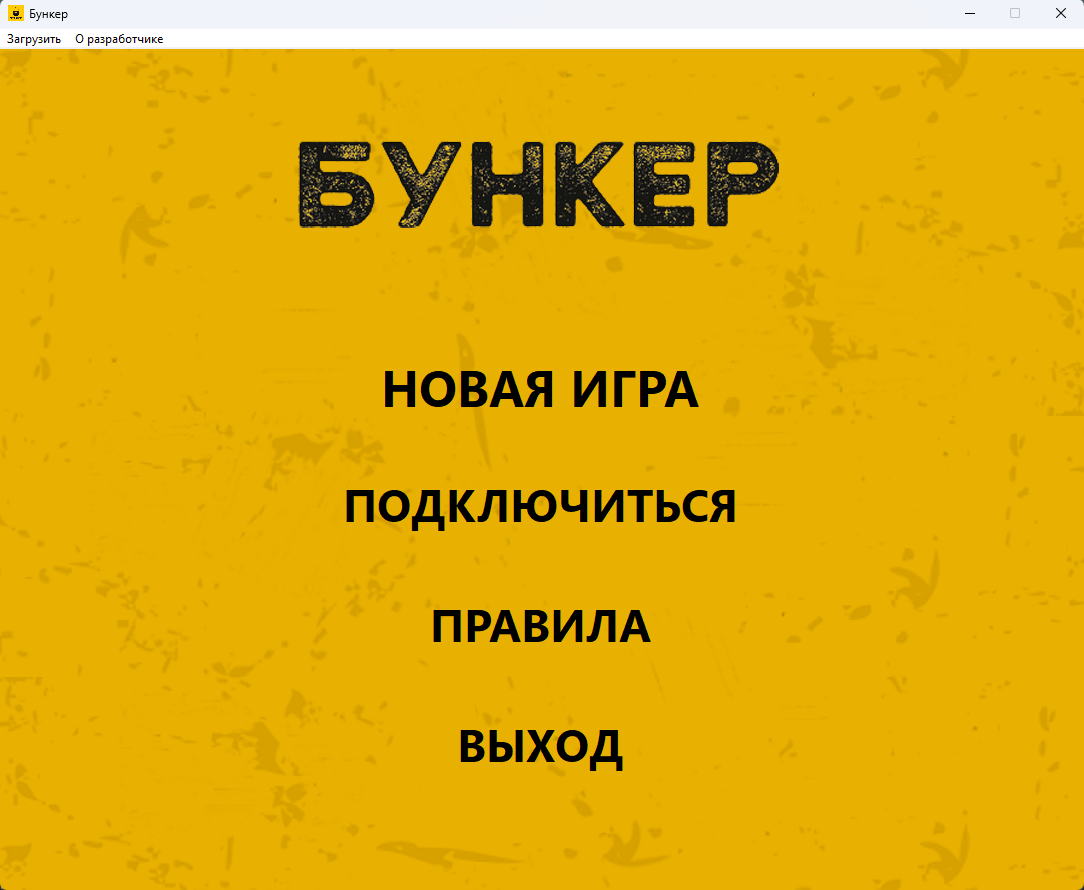 Бункер
Загрузить О разработчике
БУНКЕР
НОВАЯ ИГРА
ПОДКЛЮЧИТЬСЯ
ПРАВИЛА
ВЫХОД